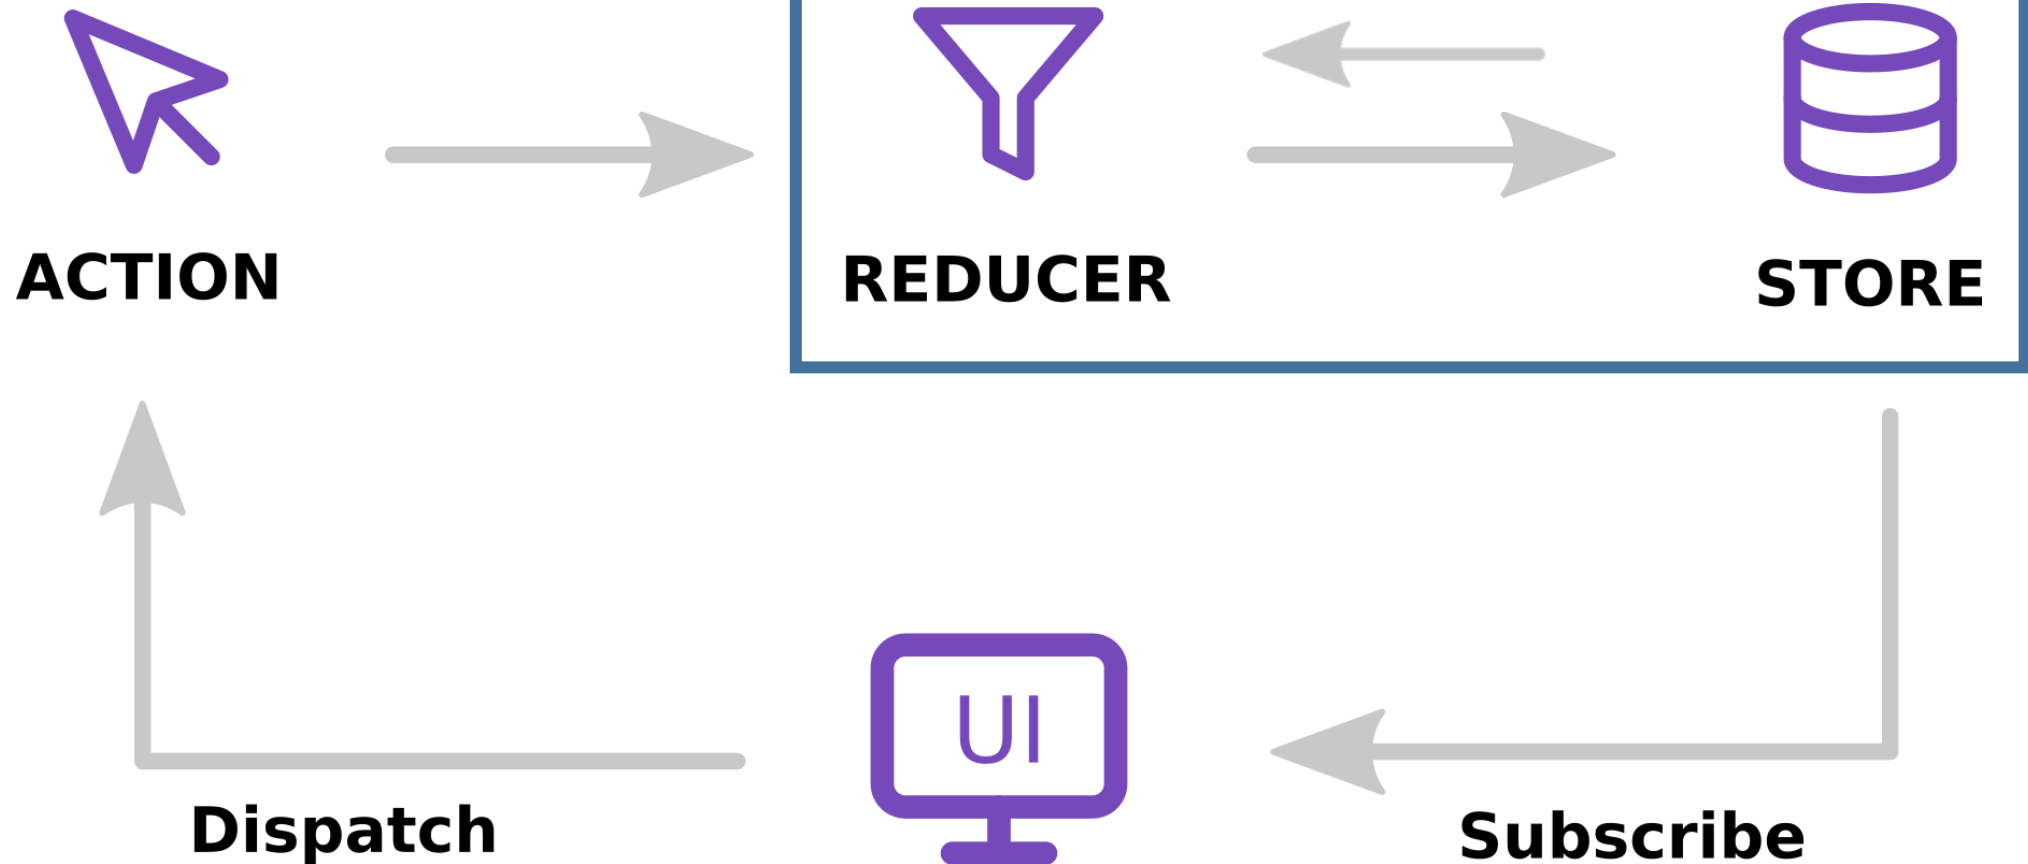 ACTION
REDUCER
STORE
UI
Dispatch
Subscribe